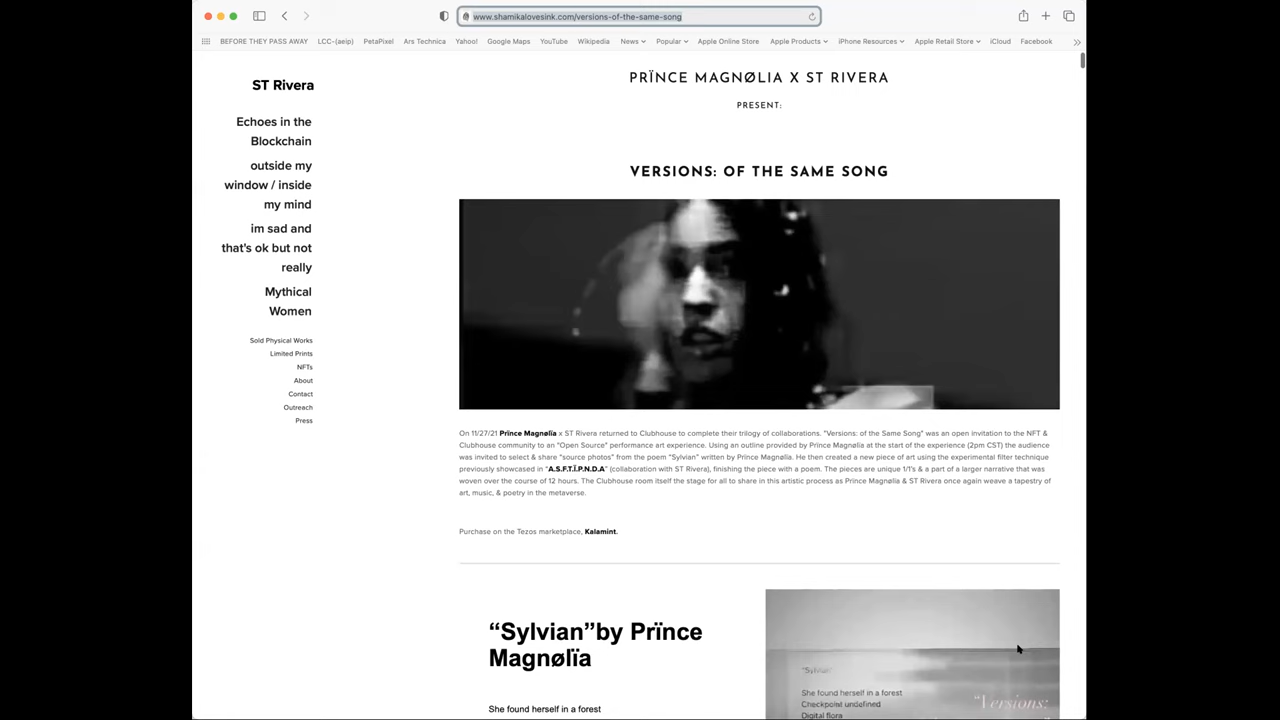 www.shamikalovesink.com/versions-of-the-same-song
BEFORE THEY PASS AWAY LCC-(aeip) PetaPixel Ars Technica Yahoo! Google Maps YouTube Wikipedia News Popular Apple Online Store Apple Products iPhone Resources Apple Retail Store iCloud Facebook
ST Rivera
Echoes in the
Blockchain
outside my
window / inside
my mind
im sad and
that's ok but not
really
Mythical
Women
Sold Physical Works
Limited Prints
NFTs
About
Contact
Outreach
Press
PRÏNCE MAGNØLIA X ST RIVERA
PRESENT:
VERSIONS: OF THE SAME SONG
On 11/27/21 Prïnce Magnølïa x ST Rivera returned to Clubhouse to complete their trilogy of collaborations. "Versions: of the Same Song" was an open invitation to the NFT &
Clubhouse community to an "Open Source" performance art experience. Using an outline provided by Prince Magnølia at the start of the experience (2pm CST) the audience
was invited to select & share "source photos" from the poem "Sylvian" written by Prince Magnølia. He then created a new piece of art using the experimental filter technique
previously showcased in "A.S.F.T.Ï.P.N.D.A" (collaboration with ST Rivera), finishing the piece with a poem. The pieces are unique 1/1's & a part of a larger narrative that was
woven over the course of 12 hours. The Clubhouse room itself the stage for all to share in this artistic process as Prince Magnølia & ST Rivera once again weave a tapestry of
art, music, & poetry in the metaverse.
Purchase on the Tezos marketplace, Kalamint.
“Sylvian”by Prïnce
Magnølïa
She found herself in a forest
"Sylvian"
She found herself in a forest
Checkpoint undefined
Digital flora
"Versions: